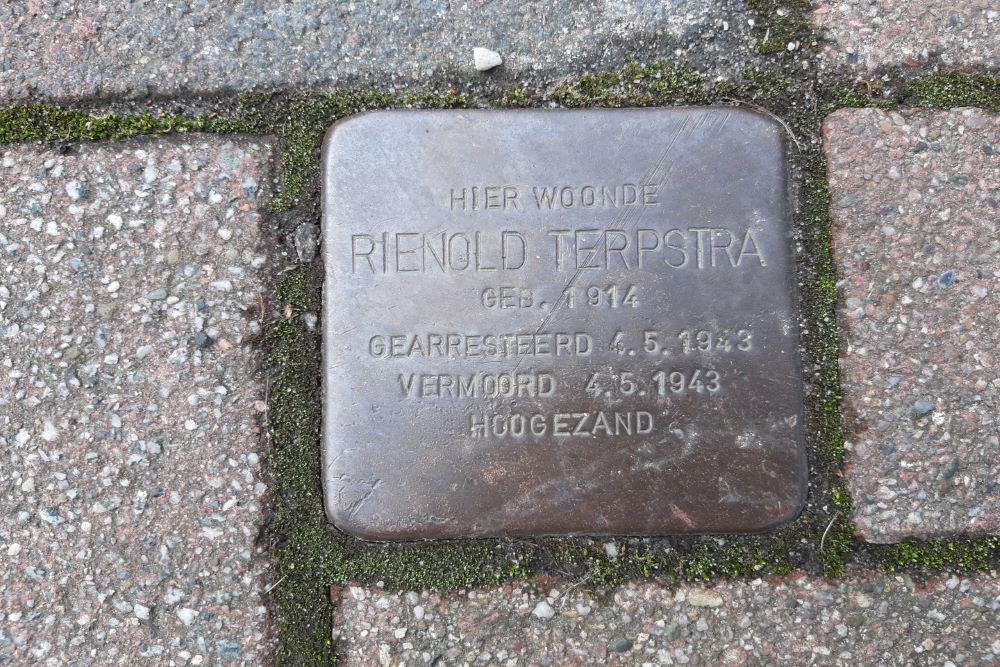 HIER WOONDE
RIENOLD TERPSTRA
GEB. 1914
GEARRESTEERD 4.5.1943
VERMOORD 4.5.1943
HOOGEZAND